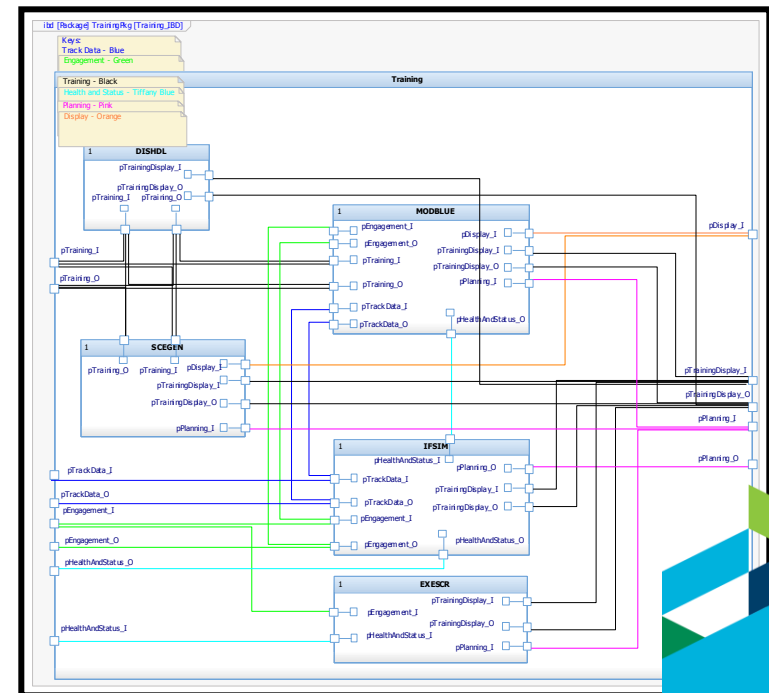 ibd [Package] TrainingPkg [Training_IBD]
Keys:
Track Data - Blue
Engagement - Green
Training - Black
Health and Status - Tiffany Blue
Planning - Pink
Display - Orange
Training
1 DISHDL
pTrainingDisplay_I
pTrainingDisplay_O
pTraining_I pTraining_O
1 MODBLUE
pEngagement_I
pEngagement_O
pTraining_I
pTraining_O
pTrackData_I
pTrackData_O
pDisplay_I
pTrainingDisplay_I
pTrainingDisplay_O
pPlanning_I
pHealthAndStatus_O
pDisplay_I
pTraining_I
pTraining_O
1 SCEGEN
pTraining_O pTraining_I
pDisplay_I
pTrainingDisplay_I
pTrainingDisplay_O
pPlanning_I
pTrainingDisplay_I
pTrainingDisplay_O
pPlanning_I
pPlanning_O
1 IFSIM
pHealthAndStatus_I
pTrackData_I
pTrackData_O
pEngagement_I
pEngagement_O
pPlanning_O
pTrainingDisplay_I
pTrainingDisplay_O
pHealthAndStatus_O
pTrackData_I
pTrackData_O
pEngagement_I
pEngagement_O
pHealthAndStatus_O
pHealthAndStatus_I
1 EXESCR
pEngagement_I
pHealthAndStatus_I
pTrainingDisplay_I
pTrainingDisplay_O
pPlanning_I